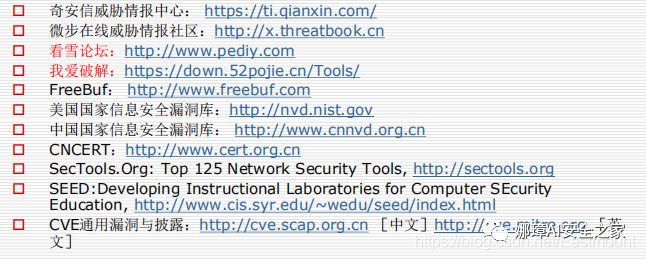 奇安信威胁情报中心： https://ti.qianxin.com/
微步在线威胁情报社区：http://x.threatbook.cn
看雪论坛：http://www.pediy.com
我爱破解：https://down.52pojie.cn/Tools/
FreeBuf： http://www.freebuf.com
美国国家信息安全漏洞库：http://nvd.nist.gov
中国国家信息安全漏洞库： http://www.cnnvd.org.cn
CNCERT：http://www.cert.org.cn
SecTools.Org: Top 125 Network Security Tools, http://sectools.org
SEED:Developing Instructional Laboratories for Computer SEcurity
Education, http://www.cis.syr.edu/~wedu/seed/index.html
CVE通用漏洞与披露：http://cve.scap.org.cn ［中文］ ［英
文］
娜璋AI安全之家
https://blog.csdn.net/Eastmount